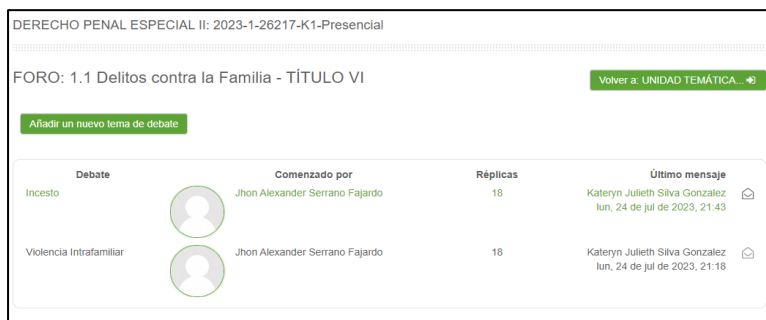 DERECHO PENAL ESPECIAL II: 2023-1-26217-K1-Presencial
FORO: 1.1 Delitos contra la Familia - TÍTULO VI
Volver a: UNIDAD TEMÁTICA...
Añadir un nuevo tema de debate
Debate Comenzado por Réplicas Último mensaje
Incesto Jhon Alexander Serrano Fajardo 18 Kateryn Julieth Silva Gonzalez
lun, 24 de jul de 2023, 21:43
Violencia Intrafamiliar Jhon Alexander Serrano Fajardo 18 Kateryn Julieth Silva Gonzalez
lun, 24 de jul de 2023, 21:18